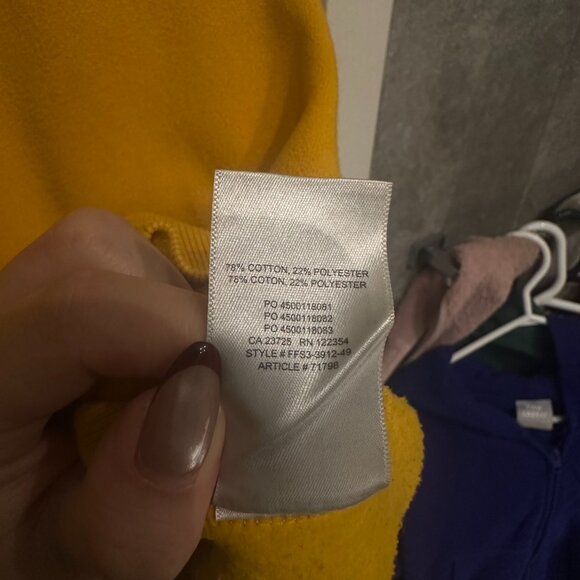 78% COTTON, 22% POLYESTER
78% COTON, 22% POLYESTER
PO 4500118081
PO 4500118082
PO 4500118083
CA 23725 RN 122354
STYLE # FFS3-3912-49
ARTICLE # 71798